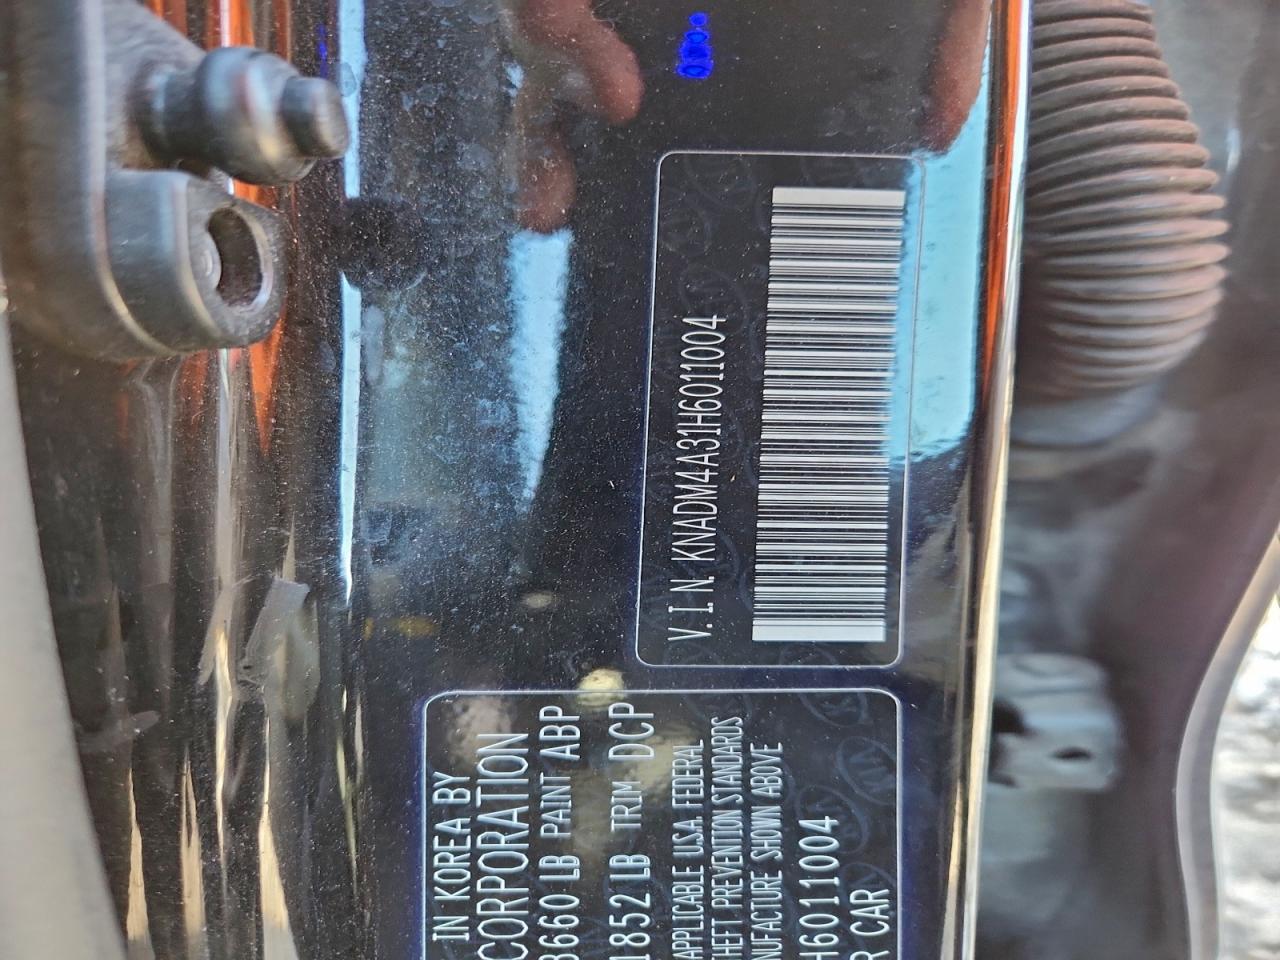 V.I.N. KNADM4A31H6011004
IN KOREA BY
CORPORATION
3660 LB PAINT ABP
1852 LB TRIM DCP
APPLICABLE U.S.A. FEDERAL
THEFT PREVENTION STANDARDS
NUFACTURE SHOWN ABOVE
H6011004
R CAR